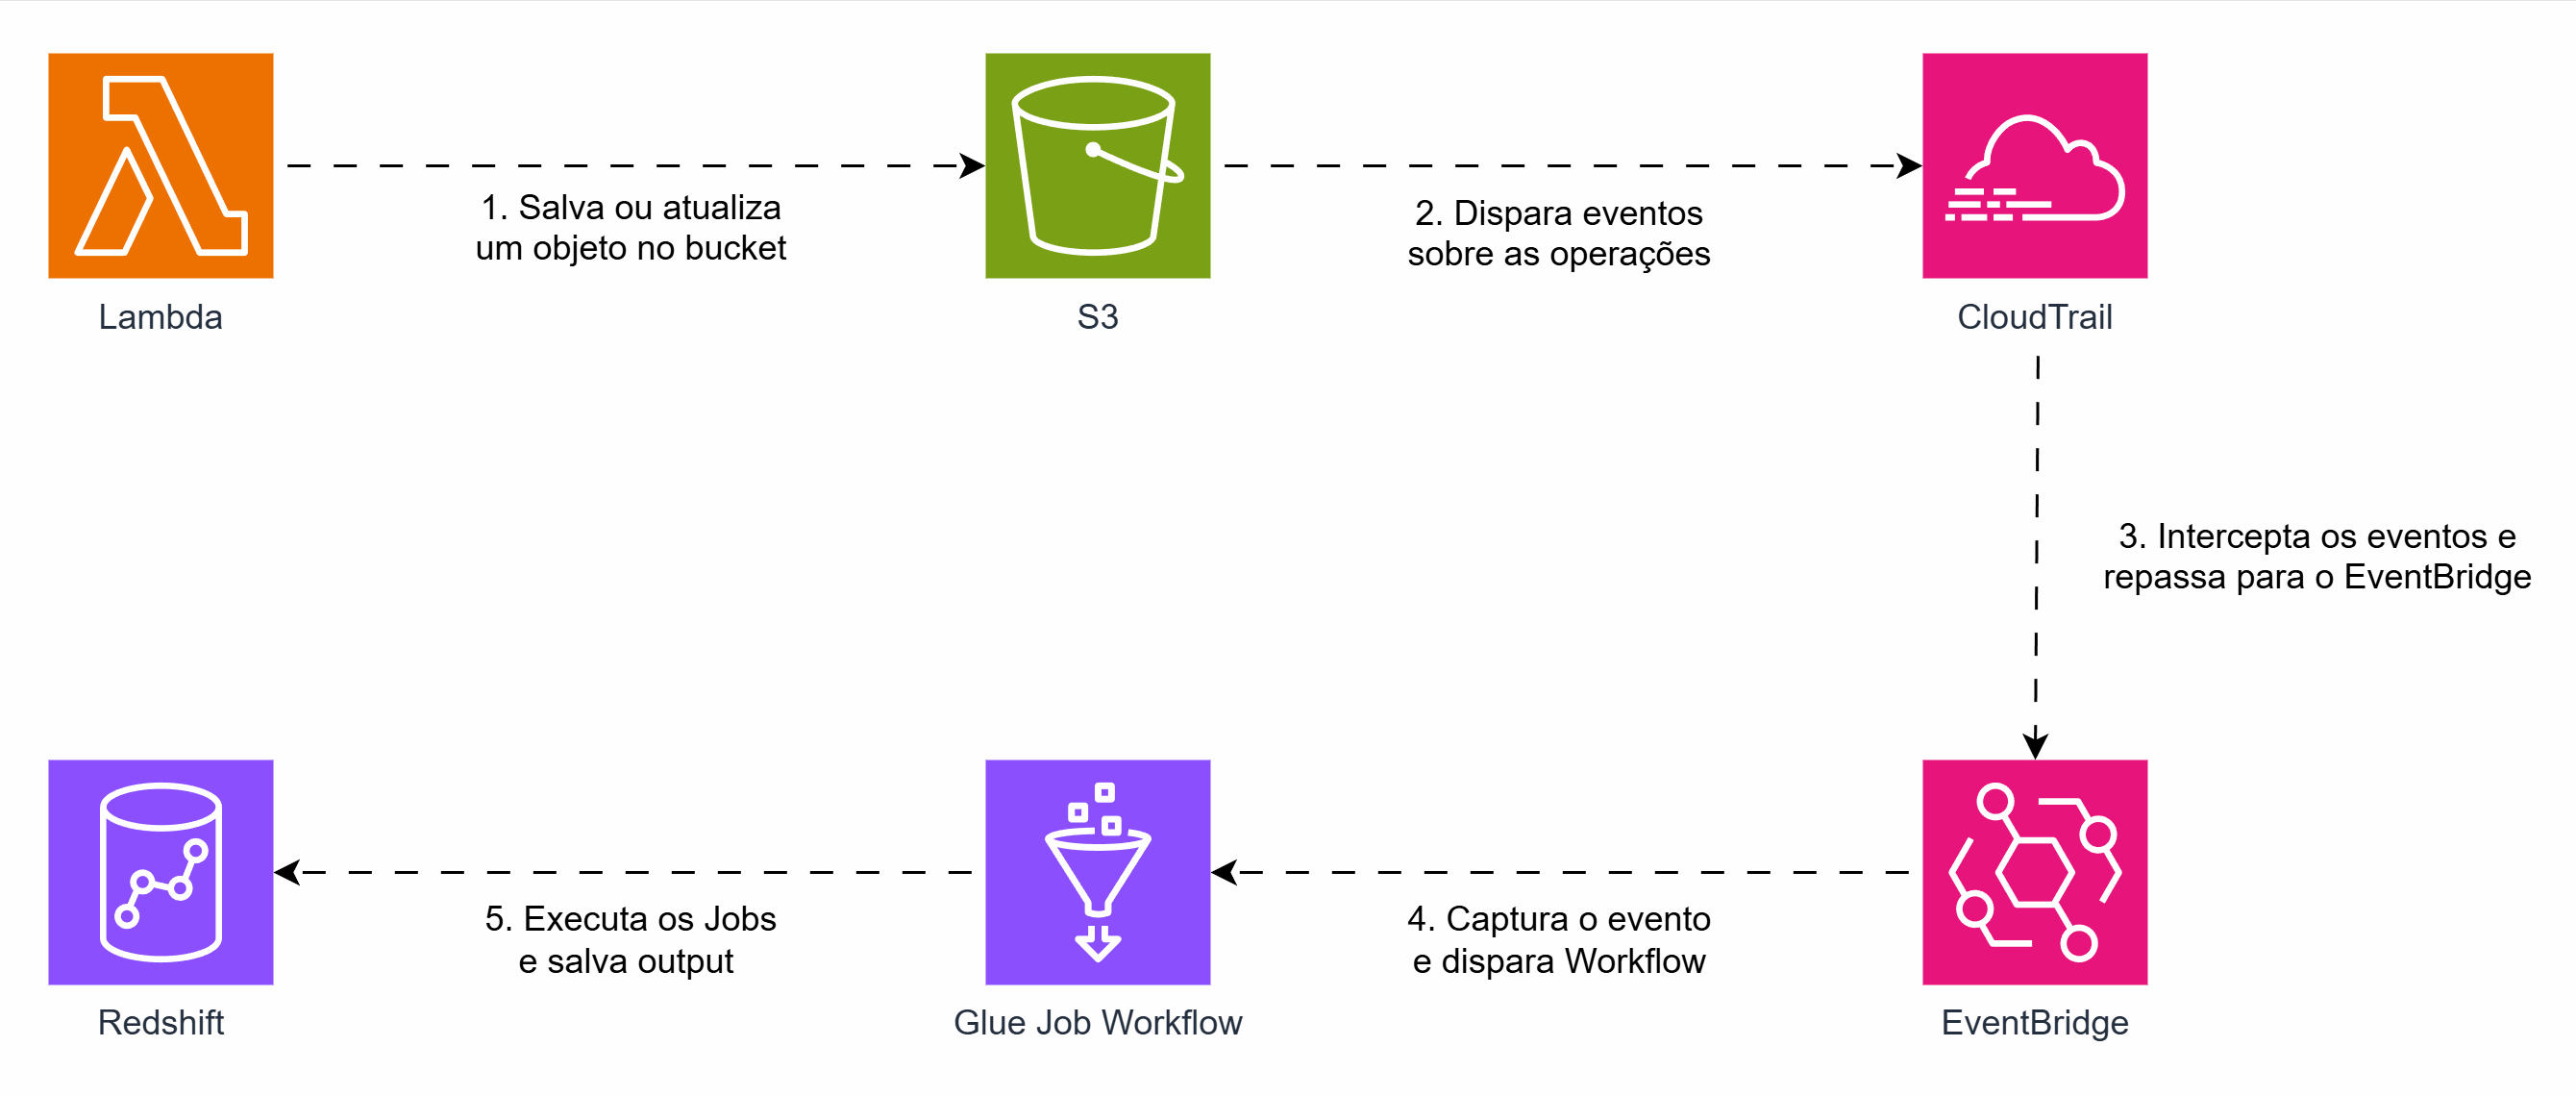 1. Salva ou atualiza
um objeto no bucket
2. Dispara eventos
sobre as operações
Lambda
S3
CloudTrail
3. Intercepta os eventos e
repassa para o EventBridge
5. Executa os Jobs
e salva output
4. Captura o evento
e dispara Workflow
Redshift
Glue Job Workflow
EventBridge